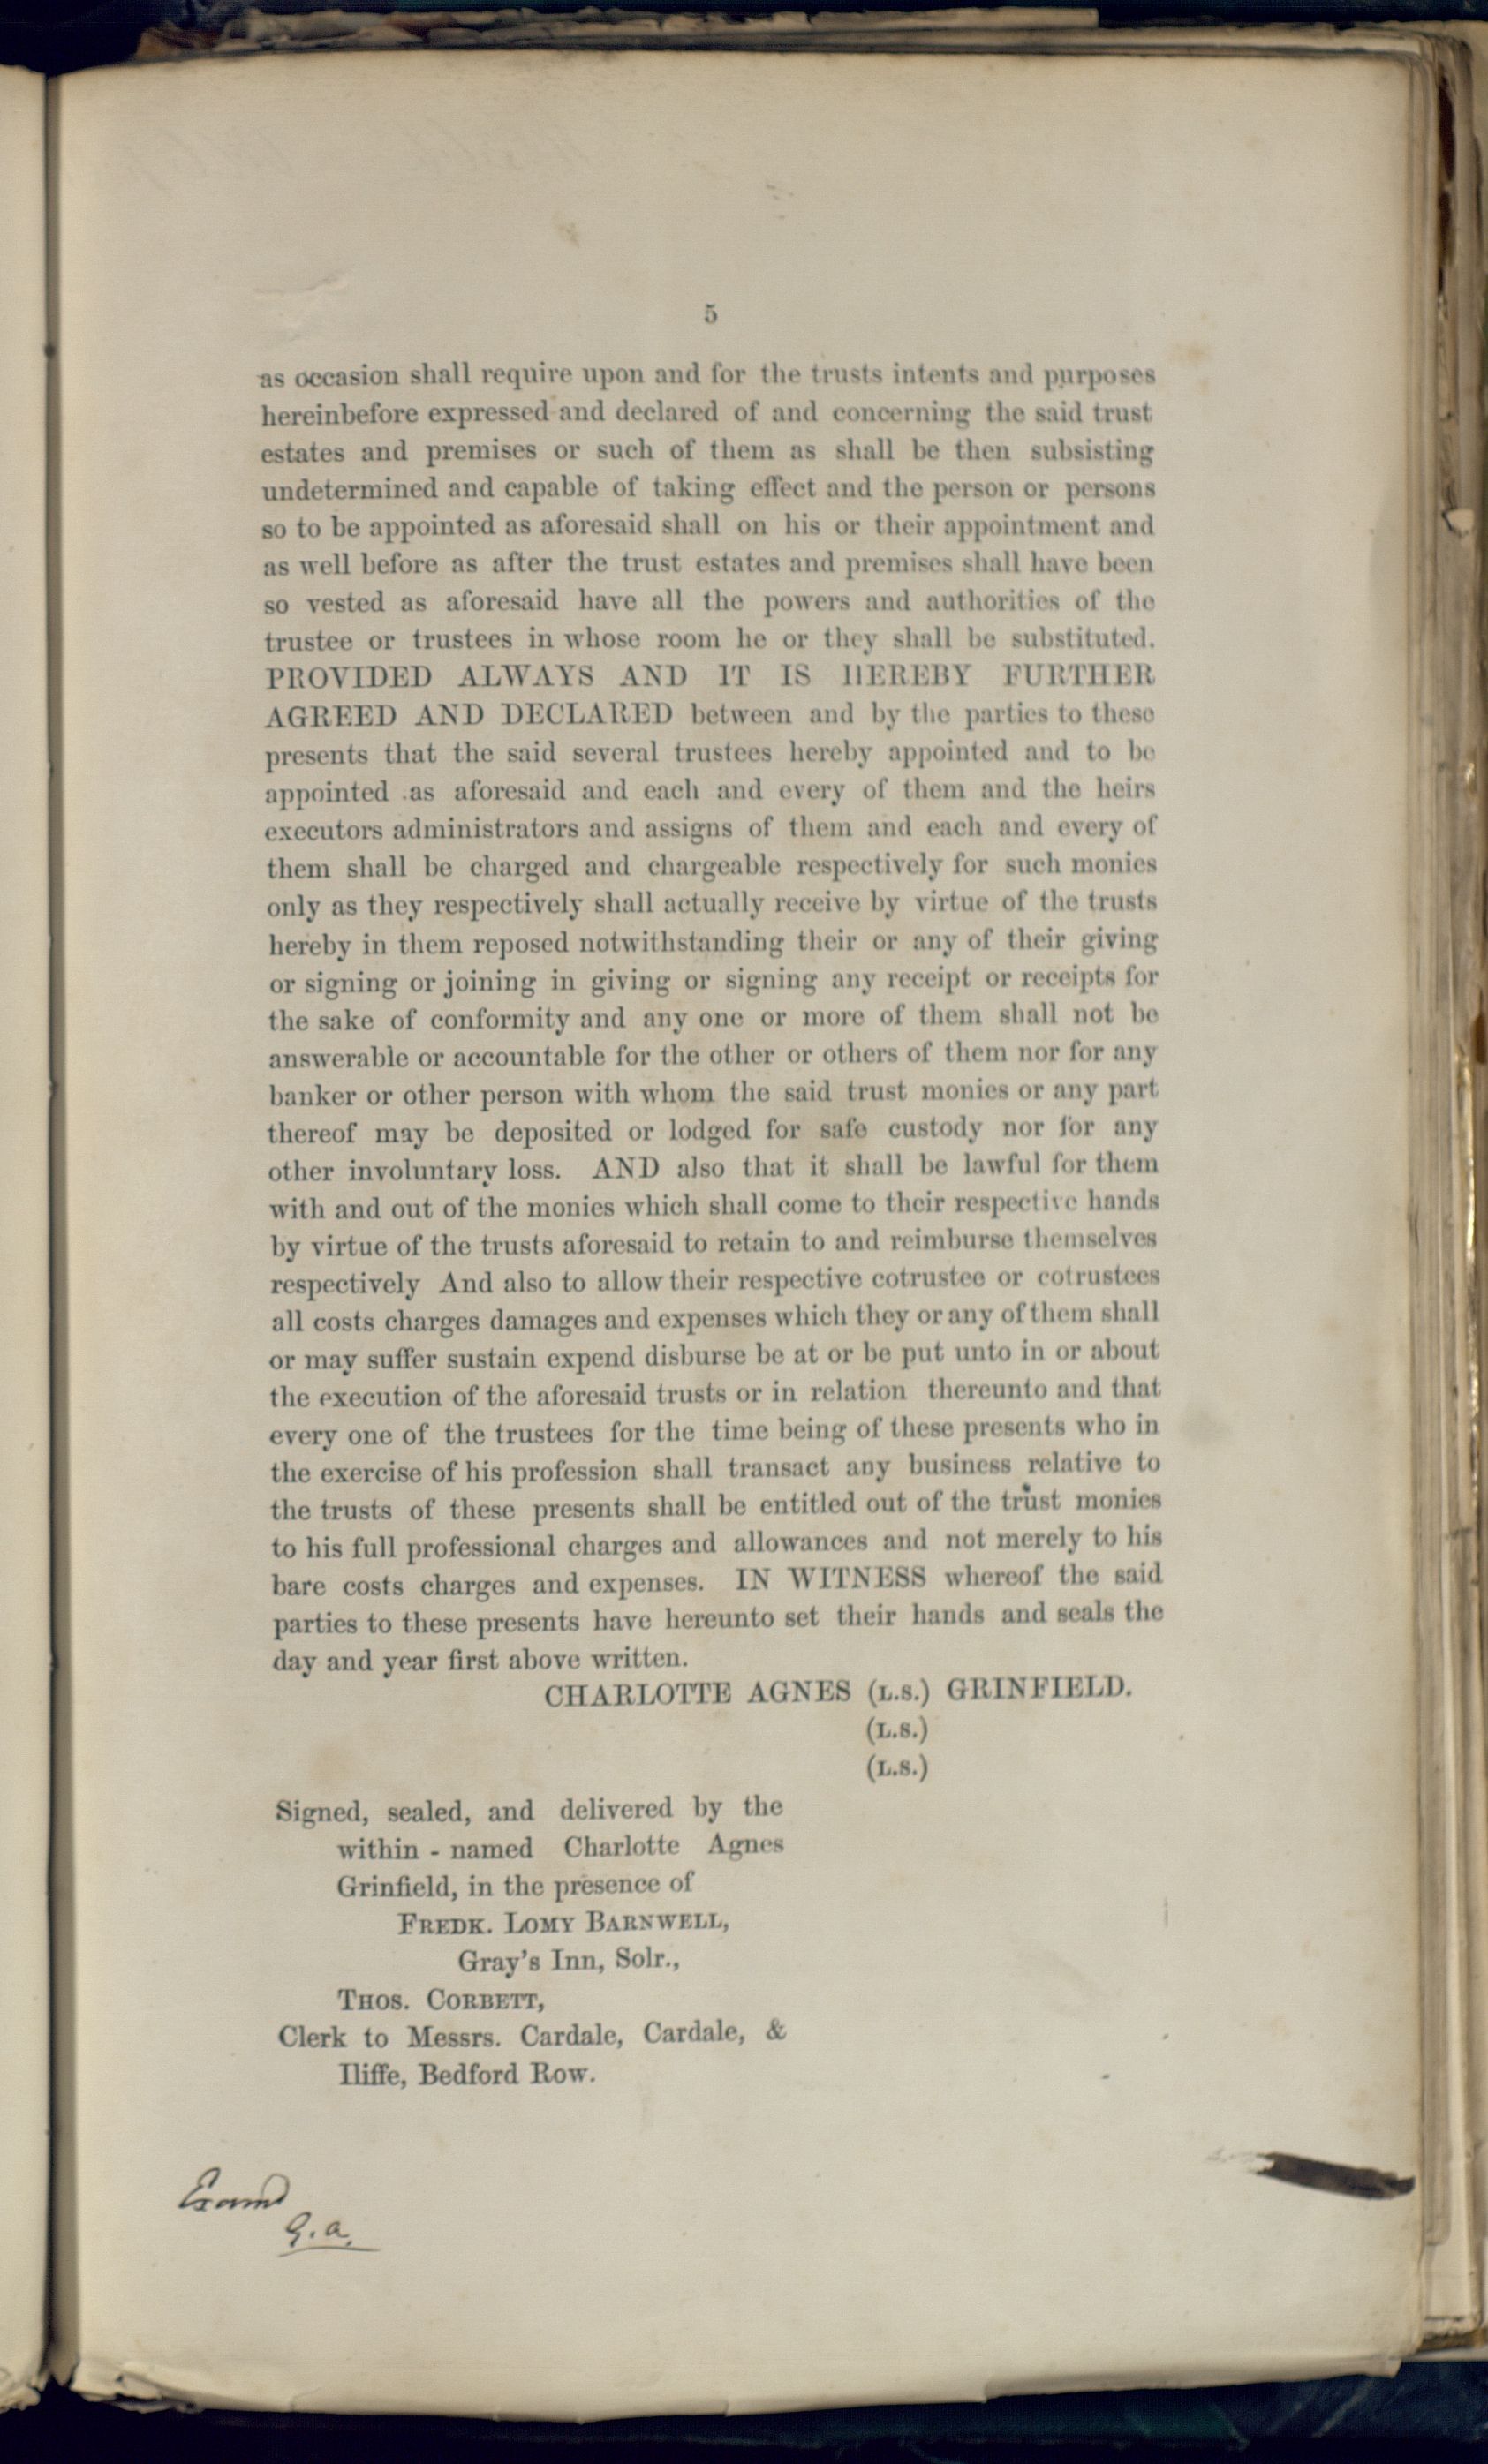 5
as occasion shall require upon and for the trusts intents and purposes
hereinbefore expressed and declared of and concerning the said trust
estates and premises or such of them as shall be then subsisting
undetermined and capable of taking effect and the person or persons
so to be appointed as aforesaid shall on his or their appointment and
as well before as after the trust estates and premises shall have been
so vested as aforesaid have all the powers and authorities of the
trustee or trustees in whose room he or they shall be substituted.
PROVIDED ALWAYS AND IT IS HEREBY FURTHER
AGREED AND DECLARED between and by the parties to these
presents that the said several trustees hereby appointed and to be
appointed as aforesaid and each and every of them and the heirs
executors administrators and assigns of them and each and every of
them shall be charged and chargeable respectively for such monies
only as they respectively shall actually receive by virtue of the trusts
hereby in them reposed notwithstanding their or any of their giving
or signing or joining in giving or signing any receipt or receipts for
the sake of conformity and any one or more of them shall not be
answerable or accountable for the other or others of them nor for any
banker or other person with whom the said trust monies or any part
thereof may be deposited or lodged for safe custody nor for any
other involuntary loss. AND also that it shall be lawful for them
with and out of the monies which shall come to their respective hands
by virtue of the trusts aforesaid to retain to and reimburse themselves
respectively And also to allow their respective cotrustee or cotrustees
all costs charges damages and expenses which they or any of them shall
or may suffer sustain expend disburse be at or be put unto in or about
the execution of the aforesaid trusts or in relation thereunto and that
every one of the trustees for the time being of these presents who in
the exercise of his profession shall transact any business relative to
the trusts of these presents shall be entitled out of the trust monies
to his full professional charges and allowances and not merely to his
bare costs charges and expenses. IN WITNESS whereof the said
parties to these presents have hereunto set their hands and seals the
day and year first above written.
CHARLOTTE AGNES (L.S.) GRINFIELD.
(L.S.)
(L.S.)
Signed, sealed, and delivered by the
within - named Charlotte Agnes
Grinfield, in the presence of
FREDK. LOMY BARNWELL,
Gray's Inn, Solr.,
THOS. CORBETT,
Clerk to Messrs. Cardale, Cardale, &
Iliffe, Bedford Row.
Examd
G.a.